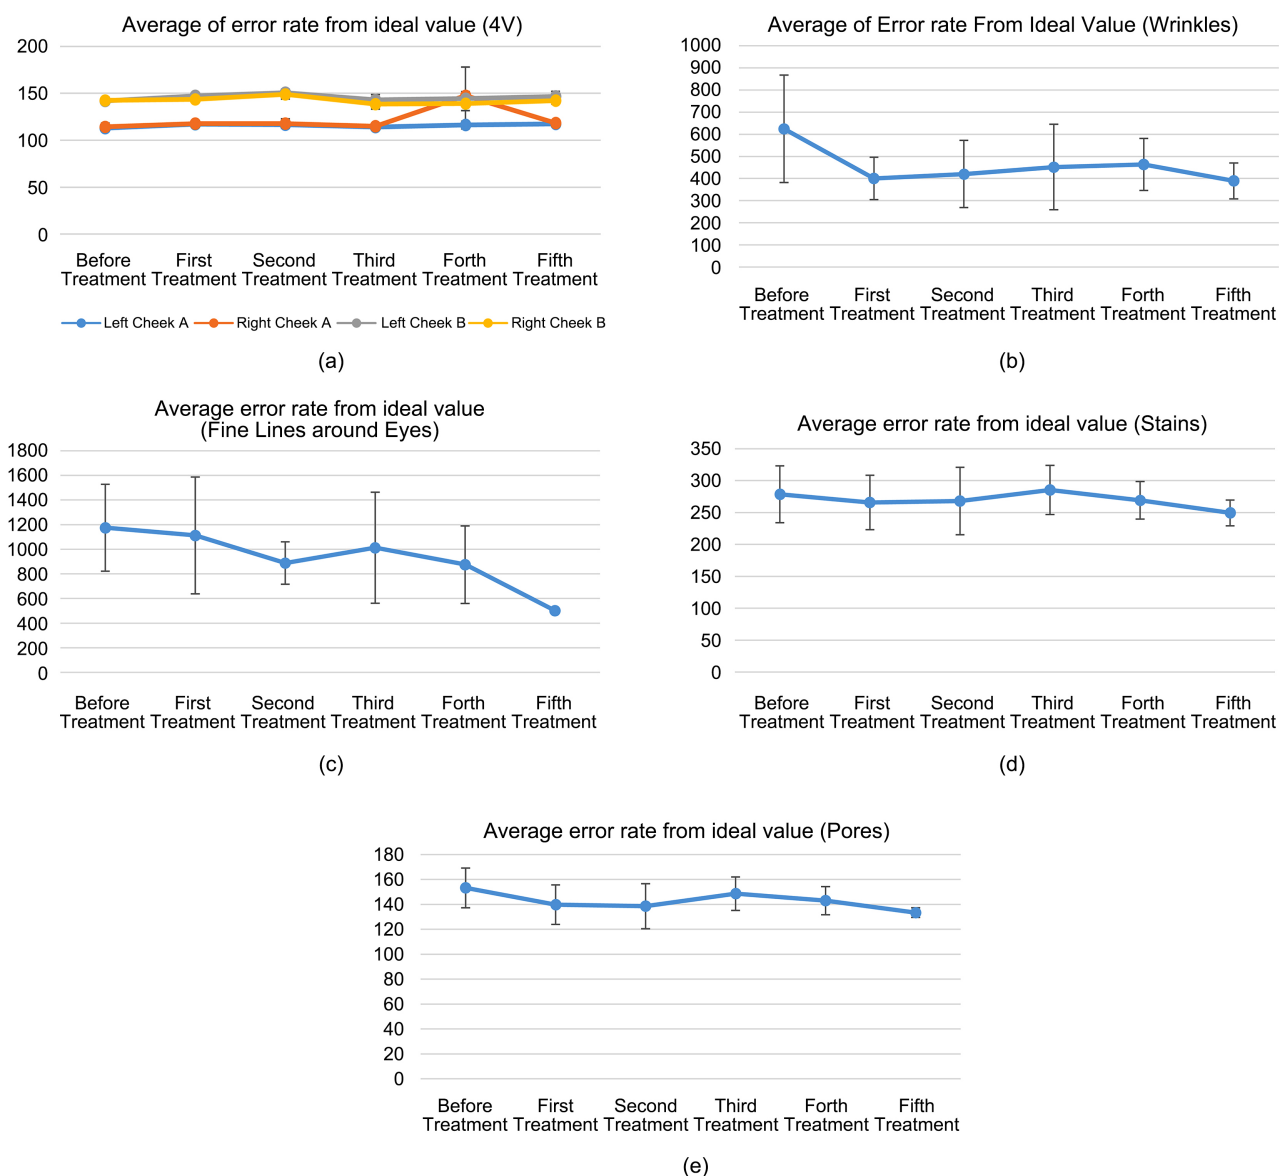 Average of error rate from ideal value (4V)
200
150
100
50
0
Before Treatment
First Treatment
Second Treatment
Third Treatment
Forth Treatment
Fifth Treatment
Left Cheek A
Right Cheek A
Left Cheek B
Right Cheek B
(a)
Average of Error rate From Ideal Value (Wrinkles)
1000
900
800
700
600
500
400
300
200
100
0
Before Treatment
First Treatment
Second Treatment
Third Treatment
Forth Treatment
Fifth Treatment
(b)
Average error rate from ideal value
(Fine Lines around Eyes)
1800
1600
1400
1200
1000
800
600
400
200
0
Before Treatment
First Treatment
Second Treatment
Third Treatment
Forth Treatment
Fifth Treatment
(c)
Average error rate from ideal value (Stains)
350
300
250
200
150
100
50
0
Before Treatment
First Treatment
Second Treatment
Third Treatment
Forth Treatment
Fifth Treatment
(d)
Average error rate from ideal value (Pores)
180
160
140
120
100
80
60
40
20
0
Before Treatment
First Treatment
Second Treatment
Third Treatment
Forth Treatment
Fifth Treatment
(e)